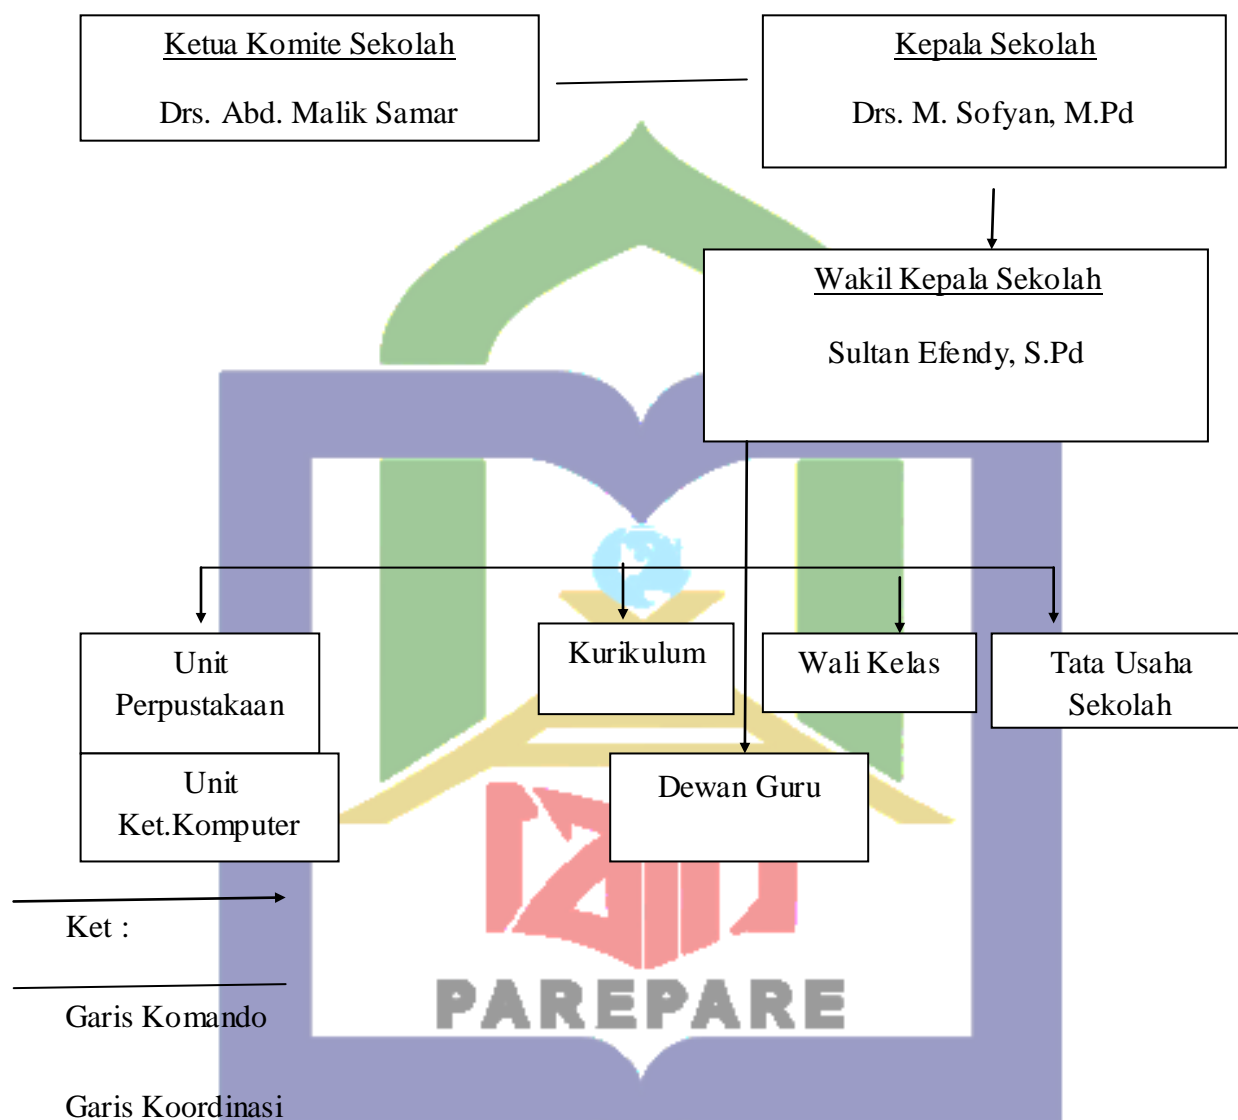 Ketua Komite Sekolah
Drs. Abd. Malik Samar
Kepala Sekolah
Drs. M. Sofyan, M.Pd
Wakil Kepala Sekolah
Sultan Efendy, S.Pd
Unit
Perpustakaan
Kurikulum
Wali Kelas
Tata Usaha
Sekolah
Unit
Ket.Komputer
Dewan Guru
Ket :
Garis Komando
Garis Koordinasi
iain
PAREPARE